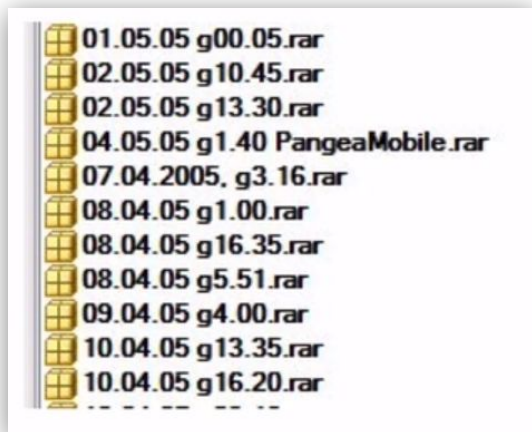 01.05.05 g00.05.rar
02.05.05 g10.45.rar
02.05.05 g13.30.rar
04.05.05 g1.40 PangeaMobile.rar
07.04.2005, g3.16.rar
08.04.05 g1.00.rar
08.04.05 g16.35.rar
08.04.05 g5.51.rar
09.04.05 g4.00.rar
10.04.05 g13.35.rar
10.04.05 g16.20.rar